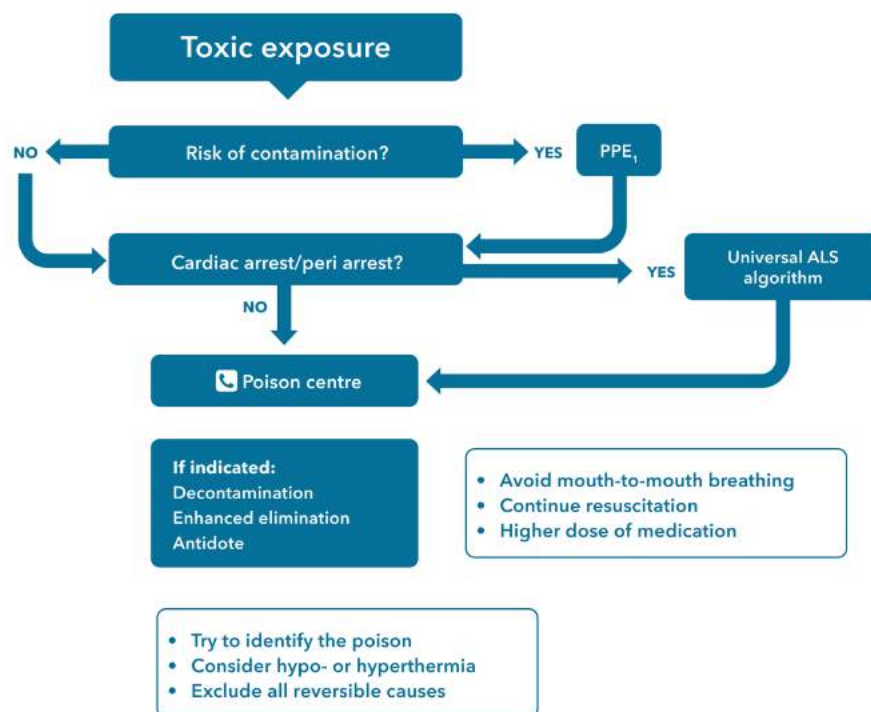 Toxic exposure
NO
Risk of contamination?
YES
PPE1
Cardiac arrest/peri arrest?
YES
Universal ALS
algorithm
NO
Poison centre
If indicated:
Decontamination
Enhanced elimination
Antidote
• Avoid mouth-to-mouth breathing
• Continue resuscitation
• Higher dose of medication
• Try to identify the poison
• Consider hypo- or hyperthermia
• Exclude all reversible causes